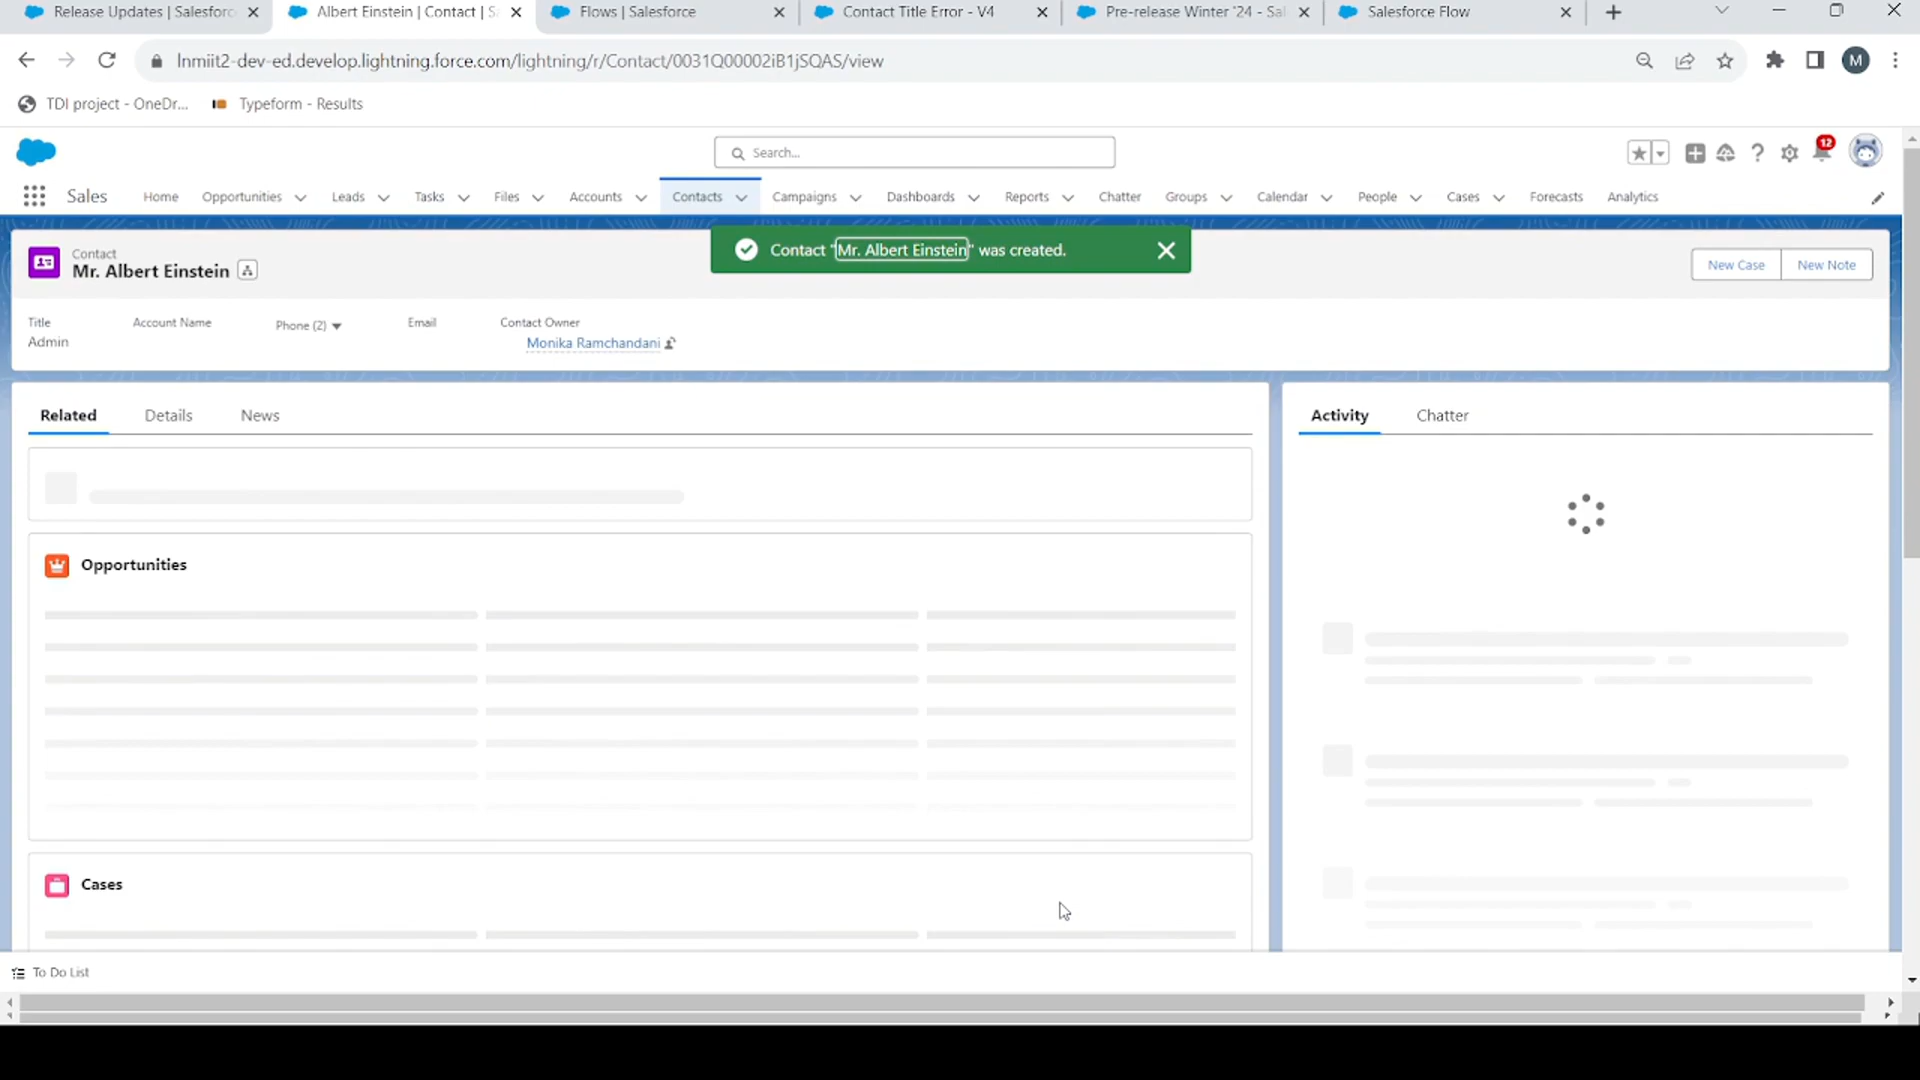 Release Updates | Salesforc
Albert Einstein | Contact | S
Flows | Salesforce
Contact Title Error - V4
Pre-release Winter '24 - Sal
Salesforce Flow
lnmiit2-dev-ed.develop.lightning.force.com/lightning/r/Contact/0031Q00002iB1jSQAS/view
M
TDI project - OneDr...
Typeform - Results
Search...
12
Sales
Home
Opportunities
Leads
Tasks
Files
Accounts
Contacts
Campaigns
Dashboards
Reports
Chatter
Groups
Calendar
People
Cases
Forecasts
Analytics
Contact "Mr. Albert Einstein" was created.
Contact
Mr. Albert Einstein
New Case
New Note
Title
Account Name
Phone (2)
Email
Contact Owner
Admin
Monika Ramchandani
Related
Details
News
Activity
Chatter
Opportunities
Cases
To Do List